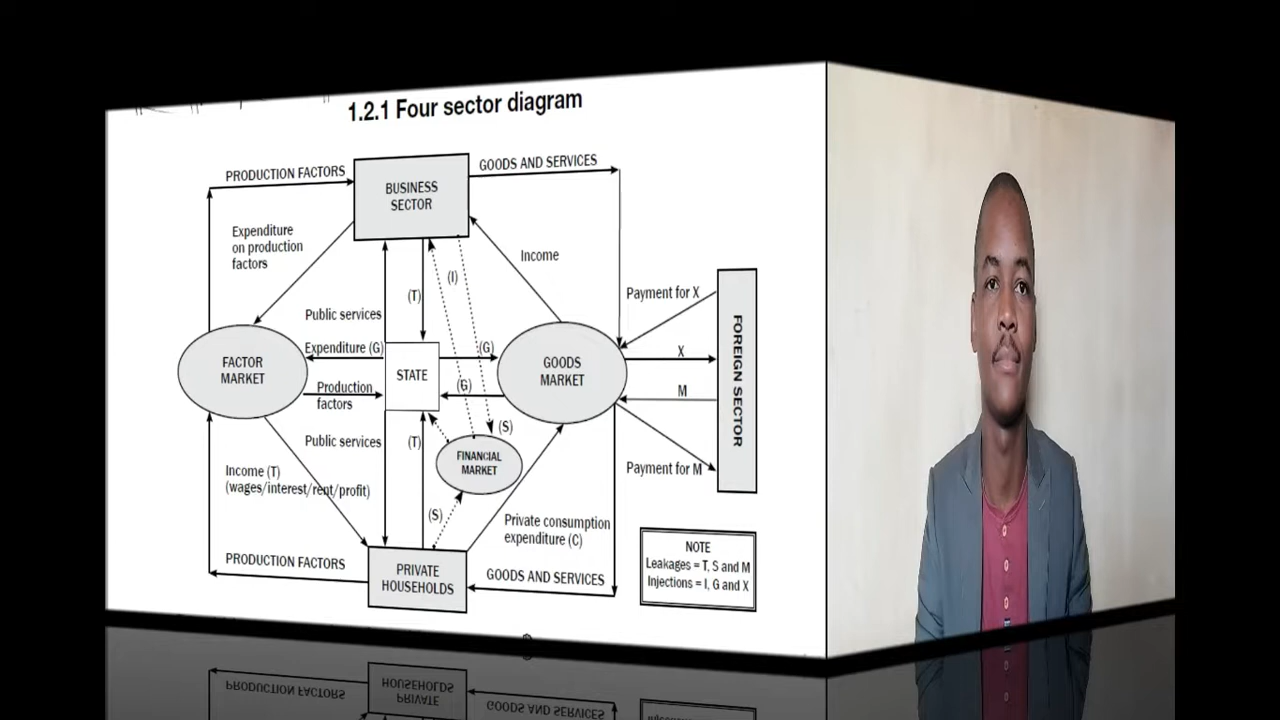 1.2.1 Four sector diagram
PRODUCTION FACTORS
BUSINESS
SECTOR
GOODS AND SERVICES
Expenditure
on production
factors
Income
(I)
(T)
Payment for X
Public services
Expenditure (G)
(G)
FACTOR
MARKET
STATE
GOODS
MARKET
X
FOREIGN SECTOR
Production
factors
(G)
M
Public services
(T)
(S)
FINANCIAL
MARKET
Income (T)
(wages/interest/rent/profit)
Payment for M
(S)
Private consumption
expenditure (C)
PRODUCTION FACTORS
PRIVATE
HOUSEHOLDS
GOODS AND SERVICES
NOTE
Leakages = T, S and M
Injections = I, G and X